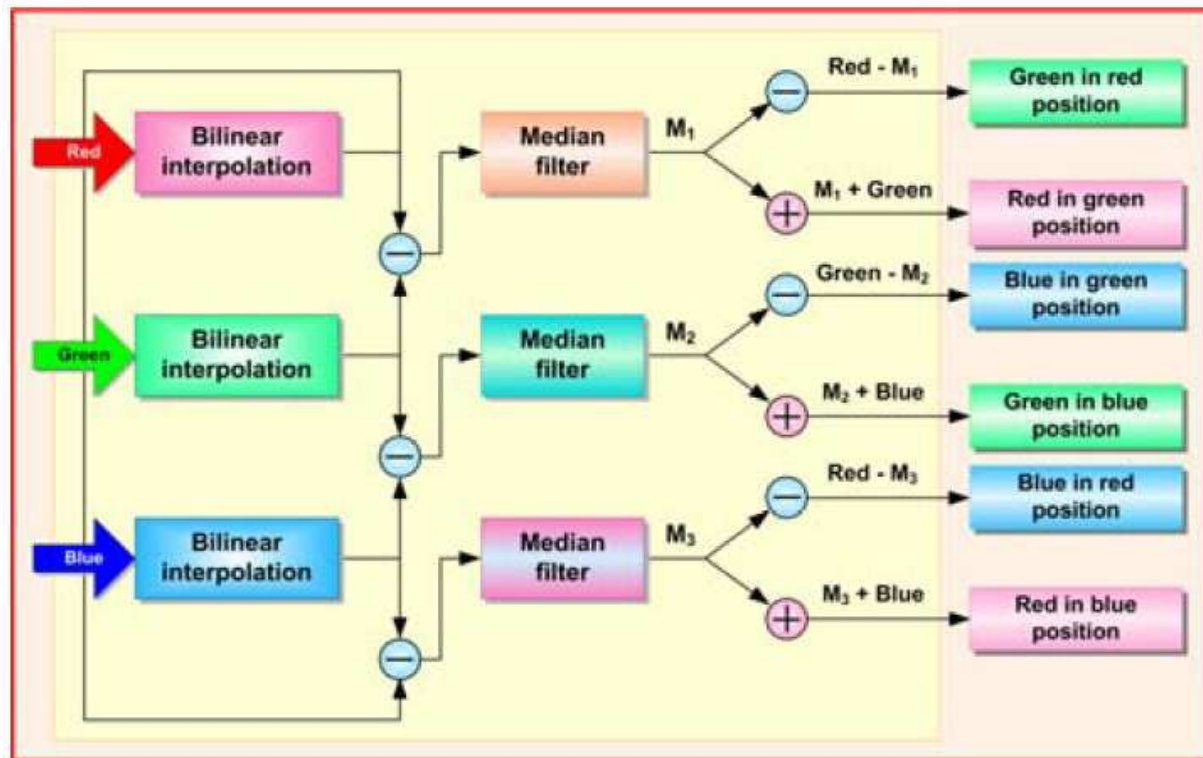 Red
Bilinear
interpolation
Median
filter
M₁
Red - M₁
Green in red
position
M₁ + Green
Red in green
position
Green
Bilinear
interpolation
Median
filter
M₂
Green - M₂
Blue in green
position
M₂ + Blue
Green in blue
position
Blue
Bilinear
interpolation
Median
filter
M₃
Red - M₃
Blue in red
position
M₃ + Blue
Red in blue
position